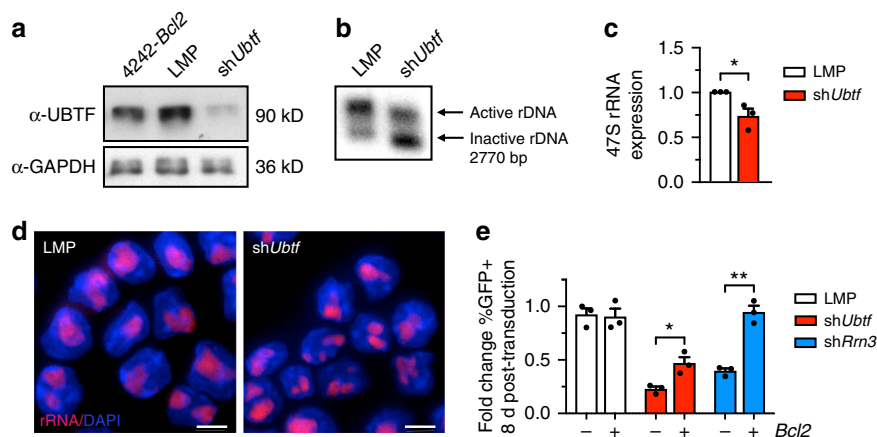 a
4242-Bcl2
LMP
shUbtf
α-UBTF
90 kD
α-GAPDH
36 kD
b
LMP
shUbtf
Active rDNA
Inactive rDNA
2770 bp
c
47S rRNA
expression
1.5
1.0
0.5
0.0
*
LMP
shUbtf
d
LMP
rRNA/DAPI
shUbtf
e
Fold change %GFP+
8 d post-transduction
1.0
0.5
0.0
*
**
LMP
shUbtf
shRrn3
– + – + – + Bcl2